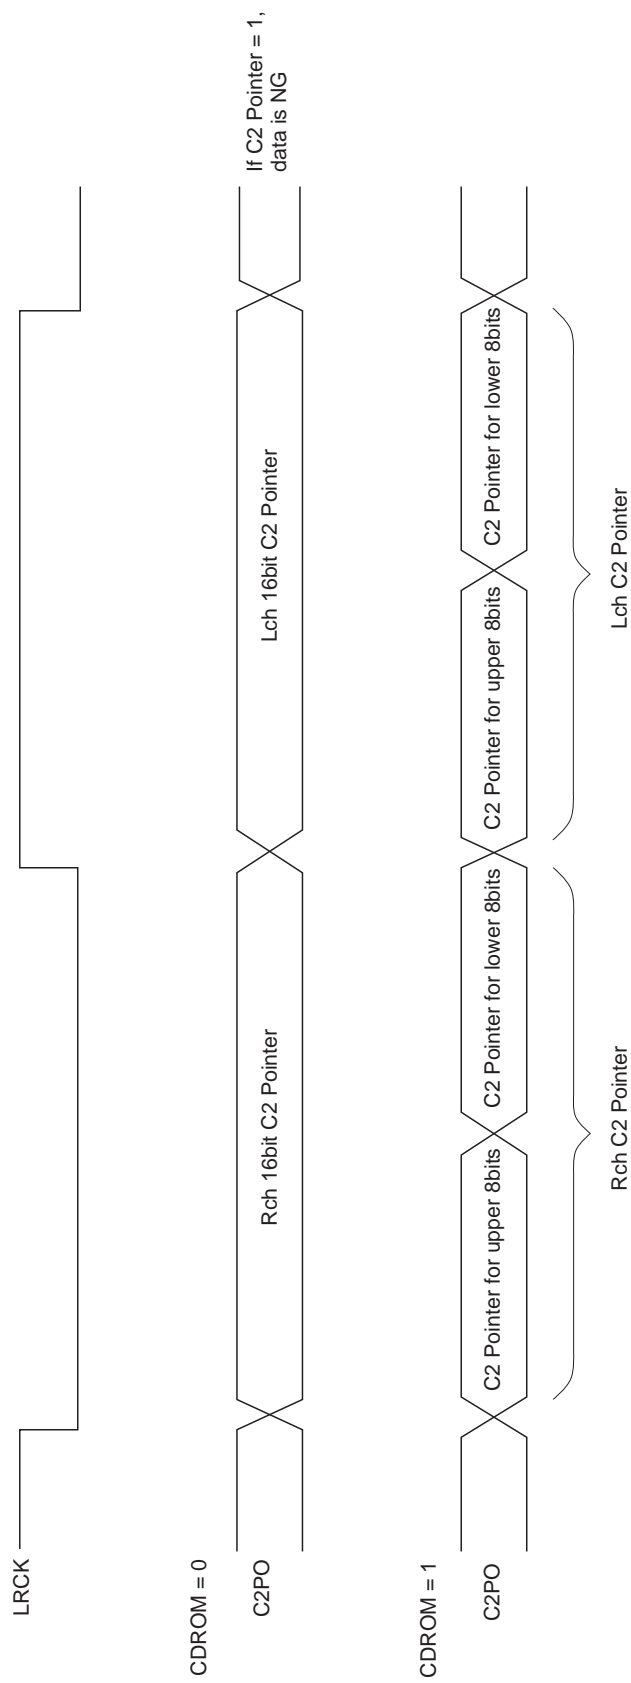 LRCK
CDROM = 0
C2PO
Rch 16bit C2 Pointer
Lch 16bit C2 Pointer
If C2 Pointer = 1,
data is NG
CDROM = 1
C2PO
C2 Pointer for upper 8bits
C2 Pointer for lower 8bits
C2 Pointer for upper 8bits
C2 Pointer for lower 8bits
Rch C2 Pointer
Lch C2 Pointer